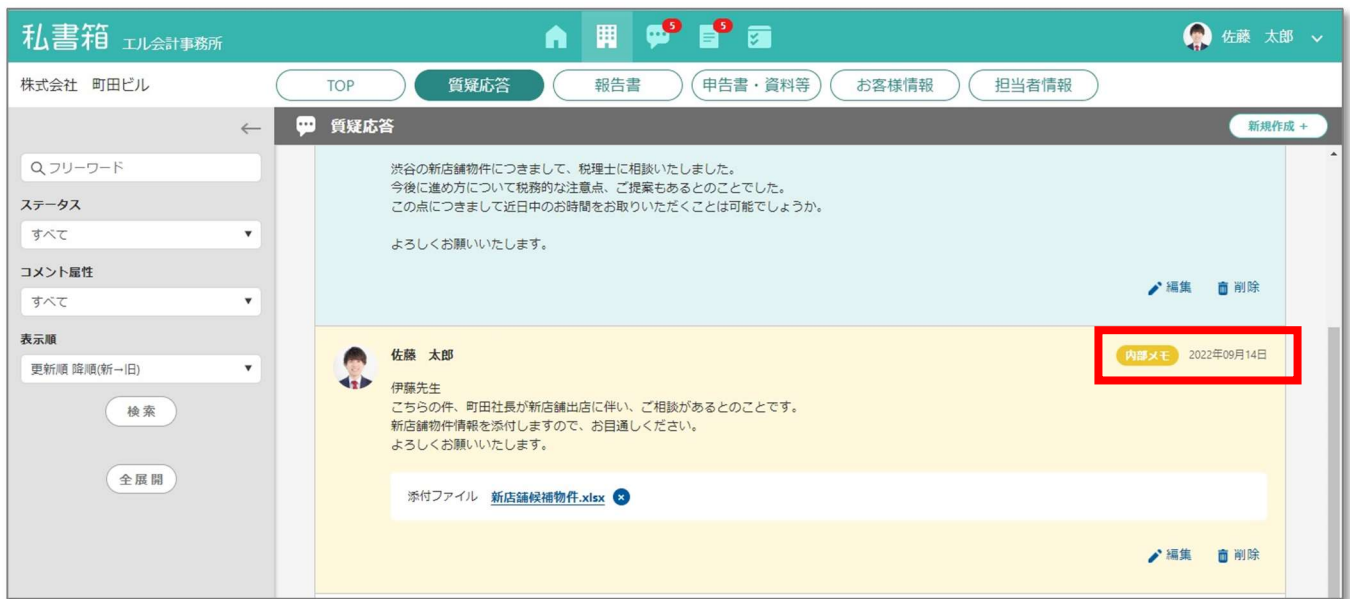 私書箱 エル会計事務所
5
5
佐藤 太郎
株式会社 町田ビル
TOP
質疑応答
報告書
申告書・資料等
お客様情報
担当者情報
←
質疑応答
新規作成 +
フリーワード
ステータス
すべて
コメント属性
すべて
表示順
更新順 降順(新→旧)
検索
全展開
渋谷の新店舗物件につきまして、税理士に相談いたしました。
今後に進め方について税務的な注意点、ご提案もあるとのことでした。
この点につきまして近日中のお時間をお取りいただくことは可能でしょうか。
よろしくお願いいたします。
編集 削除
佐藤 太郎
内部メモ 2022年09月14日
伊藤先生
こちらの件、町田社長が新店舗出店に伴い、ご相談があるとのことです。
新店舗物件情報を添付しますので、お目通しください。
よろしくお願いいたします。
添付ファイル 新店舗候補物件.xlsx
編集 削除